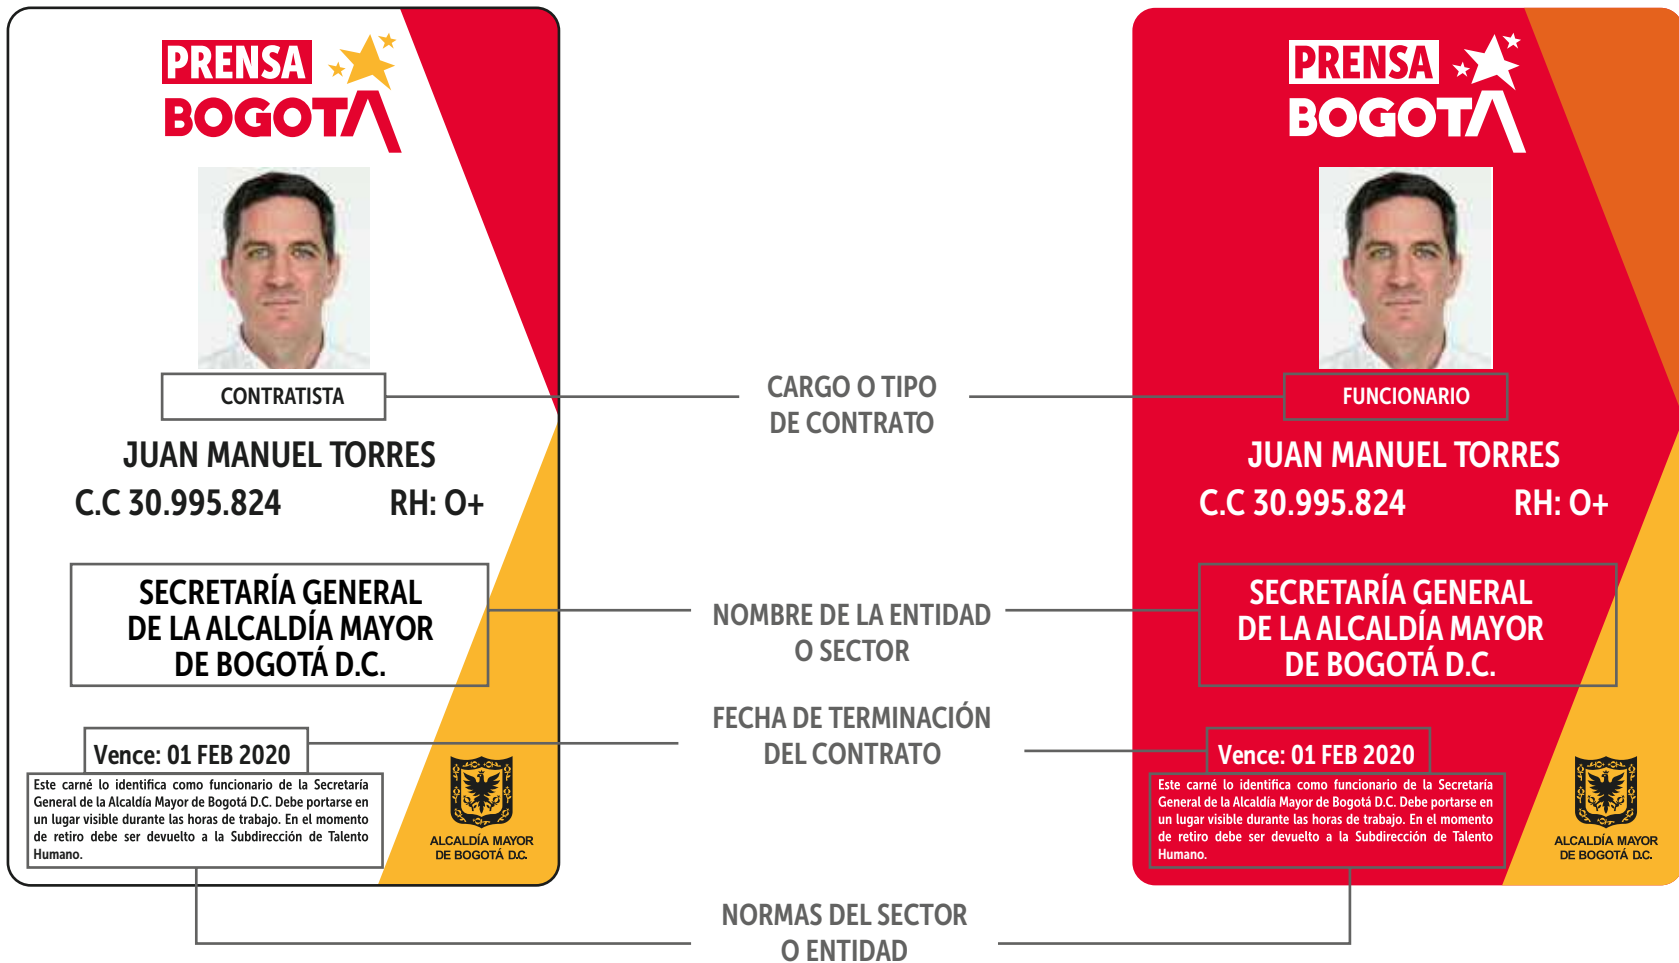 PRENSA
BOGOTÁ
CONTRATISTA
JUAN MANUEL TORRES
C.C 30.995.824 RH: O+
SECRETARÍA GENERAL
DE LA ALCALDÍA MAYOR
DE BOGOTÁ D.C.
Vence: 01 FEB 2020
Este carné lo identifica como funcionario de la Secretaría
General de la Alcaldía Mayor de Bogotá D.C. Debe portarse en
un lugar visible durante las horas de trabajo. En el momento
de retiro debe ser devuelto a la Subdirección de Talento
Humano.
ALCALDÍA MAYOR
DE BOGOTÁ D.C.
CARGO O TIPO
DE CONTRATO
NOMBRE DE LA ENTIDAD
O SECTOR
FECHA DE TERMINACIÓN
DEL CONTRATO
NORMAS DEL SECTOR
O ENTIDAD
PRENSA
BOGOTÁ
FUNCIONARIO
JUAN MANUEL TORRES
C.C 30.995.824 RH: O+
SECRETARÍA GENERAL
DE LA ALCALDÍA MAYOR
DE BOGOTÁ D.C.
Vence: 01 FEB 2020
Este carné lo identifica como funcionario de la Secretaría
General de la Alcaldía Mayor de Bogotá D.C. Debe portarse en
un lugar visible durante las horas de trabajo. En el momento
de retiro debe ser devuelto a la Subdirección de Talento
Humano.
ALCALDÍA MAYOR
DE BOGOTÁ D.C.